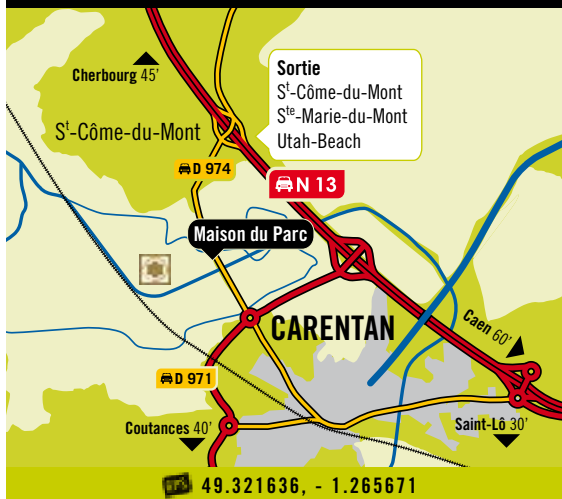 Cherbourg 45'
Sortie
St-Côme-du-Mont
Ste-Marie-du-Mont
Utah-Beach
St-Côme-du-Mont
D 974
N 13
Maison du Parc
CARENTAN
Caen 60'
D 971
Coutances 40'
Saint-Lô 30'
49.321636, - 1.265671